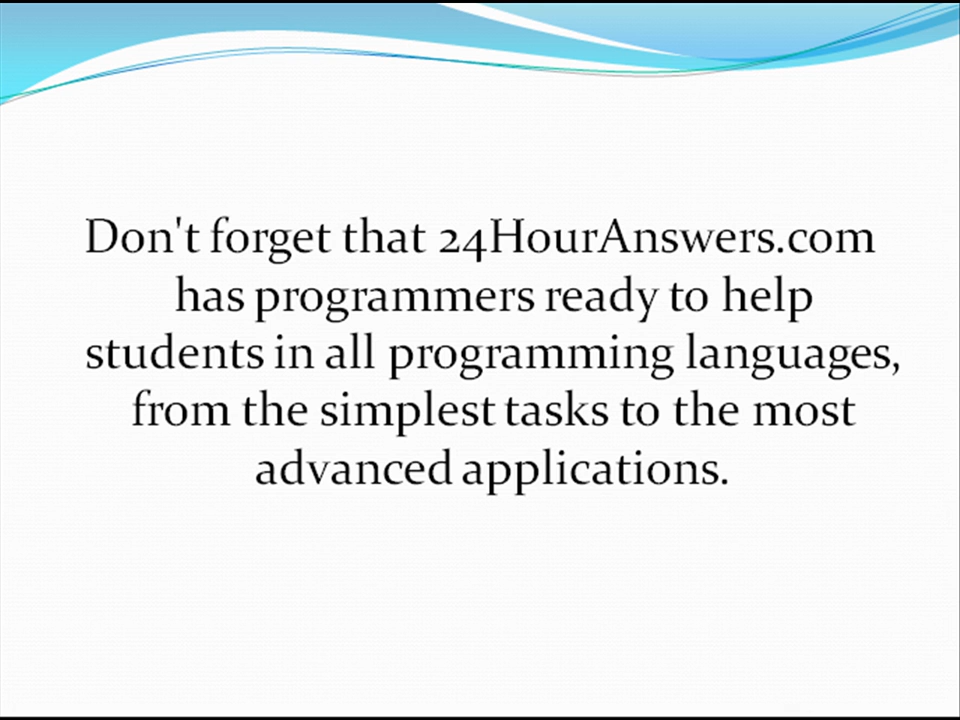 Don't forget that 24HourAnswers.com
has programmers ready to help
students in all programming languages,
from the simplest tasks to the most
advanced applications.